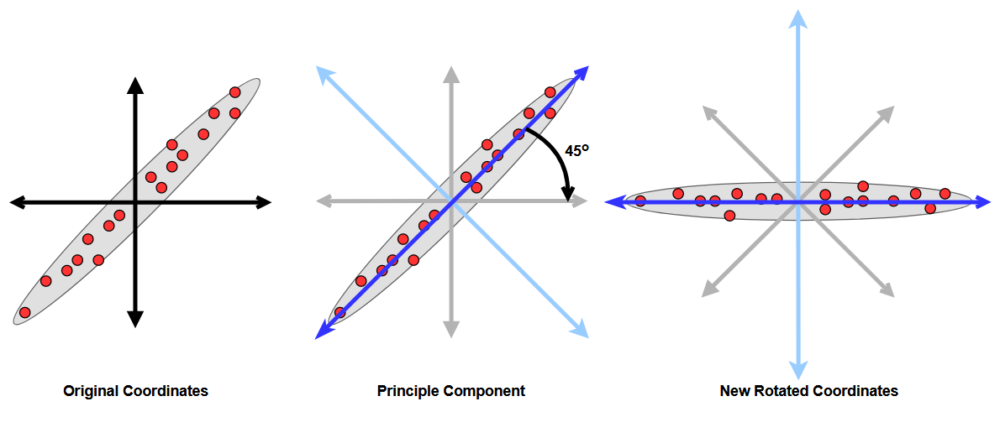 45°
Original Coordinates
Principle Component
New Rotated Coordinates